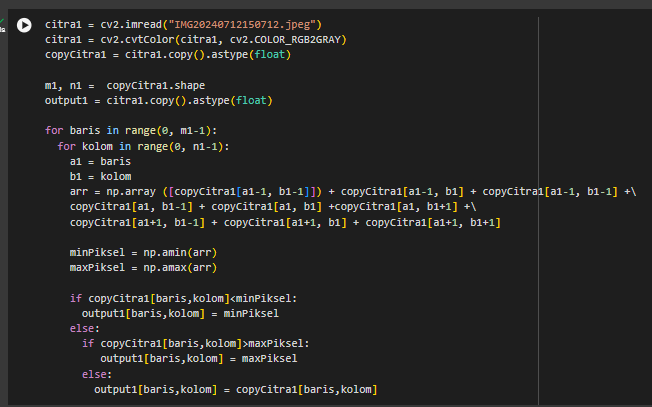 citra1 = cv2.imread("IMG20240712150712.jpeg")
citra1 = cv2.cvtColor(citra1, cv2.COLOR_RGB2GRAY)
copyCitra1 = citra1.copy().astype(float)

m1, n1 =  copyCitra1.shape
output1 = citra1.copy().astype(float)

for baris in range(0, m1-1):
  for kolom in range(0, n1-1):
    a1 = baris
    b1 = kolom
    arr = np.array ([copyCitra1[a1-1, b1-1]]) + copyCitra1[a1-1, b1] + copyCitra1[a1-1, b1-1] +\
    copyCitra1[a1, b1-1] + copyCitra1[a1, b1] +copyCitra1[a1, b1+1] +\
    copyCitra1[a1+1, b1-1] + copyCitra1[a1+1, b1] + copyCitra1[a1+1, b1+1]

    minPiksel = np.amin(arr)
    maxPiksel = np.amax(arr)

    if copyCitra1[baris,kolom]<minPiksel:
      output1[baris,kolom] = minPiksel
    else:
      if copyCitra1[baris,kolom]>maxPiksel:
         output1[baris,kolom] = maxPiksel
      else:
        output1[baris,kolom] = copyCitra1[baris,kolom]